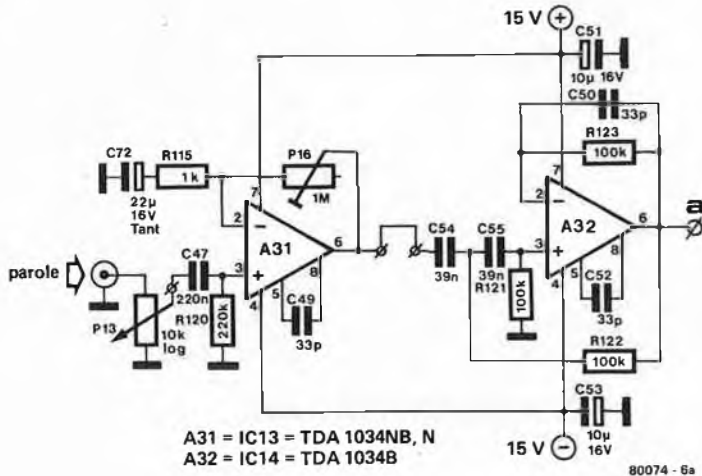 15 V +
C51
10µ 16V
C50
33p
C72
R115
P16
R123
1k
100k
22µ
16V
Tant
1M
7
7
2
2
−
−
a
A31
6
C54
C55
A32
6
parole
C47
3
+
39n
39n
3
+
8
8
5
5
220n
4
4
R121
100k
C52
P13
R120
220k
C49
33p
10k
log
33p
R122
100k
C53
A31 = IC13 = TDA 1034NB, N
10µ
A32 = IC14 = TDA 1034B
15 V −
16V
80074 - 6a